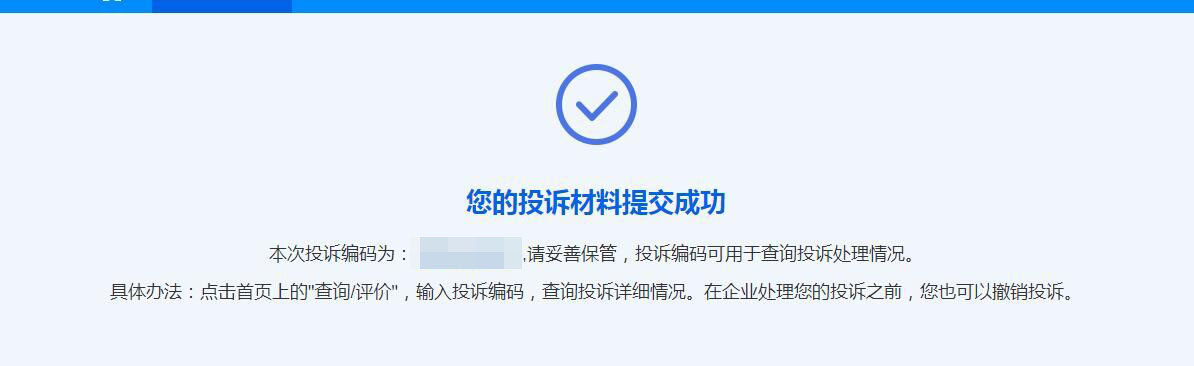 您的投诉材料提交成功
本次投诉编码为： ,请妥善保管，投诉编码可用于查询投诉处理情况。
具体办法：点击首页上的"查询/评价"，输入投诉编码，查询投诉详细情况。在企业处理您的投诉之前，您也可以撤销投诉。